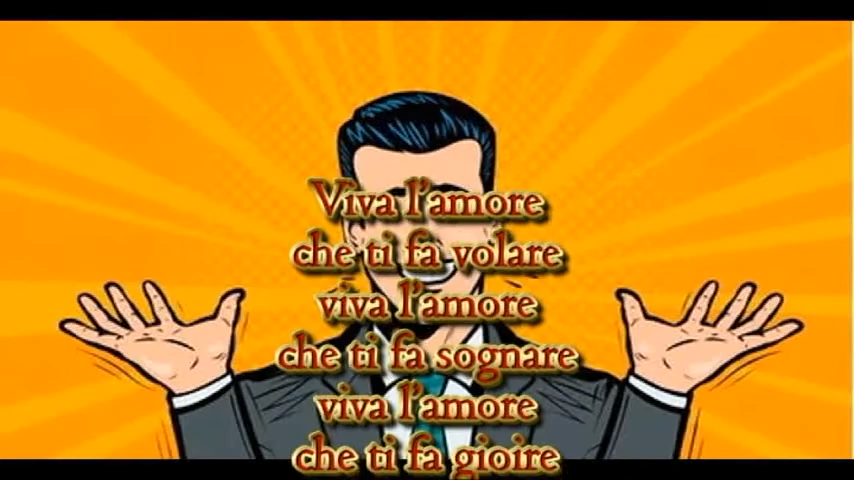 Viva l'amore
che ti fa volare
viva l'amore
che ti fa sognare
viva l'amore
che ti fa gioire